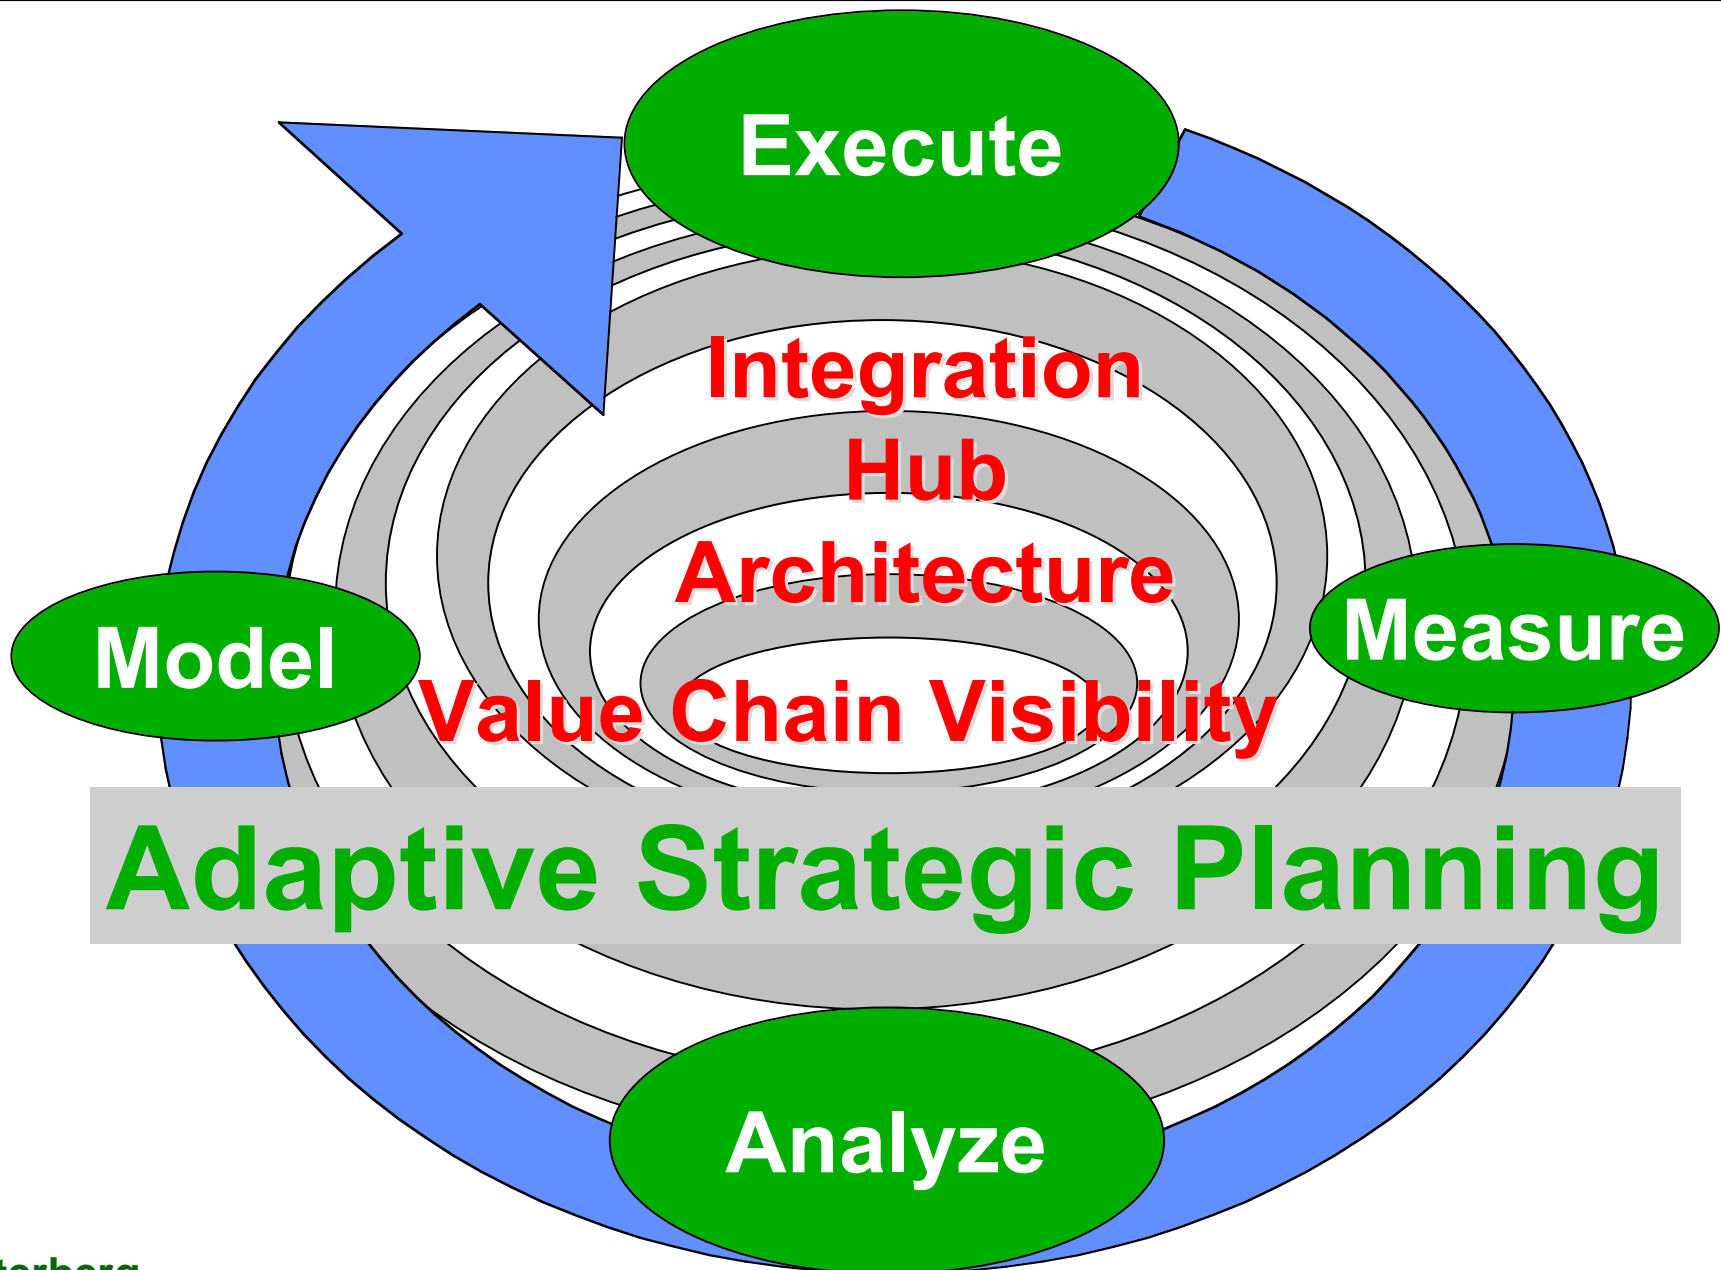 Execute
Integration
Hub
Architecture
Model
Measure
Value Chain Visibility
Adaptive Strategic Planning
Analyze